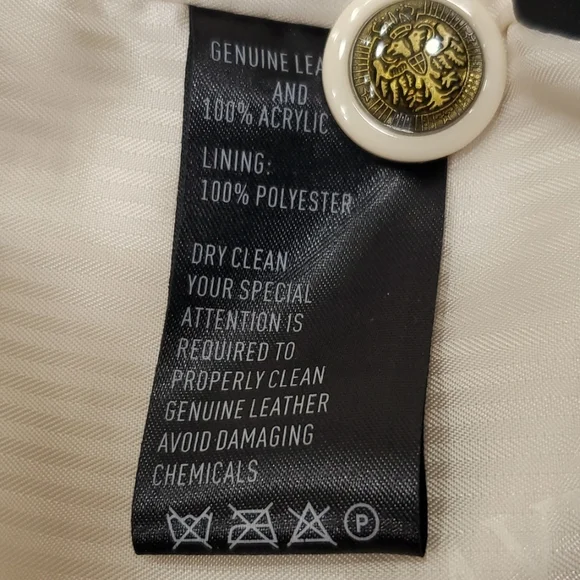 GENUINE
AND
100% ACRYLIC
LINING:
100% POLYESTER
DRY CLEAN
YOUR SPECIAL
ATTENTION IS
REQUIRED TO
PROPERLY CLEAN
GENUINE LEATHER
AVOID DAMAGING
CHEMICALS
P